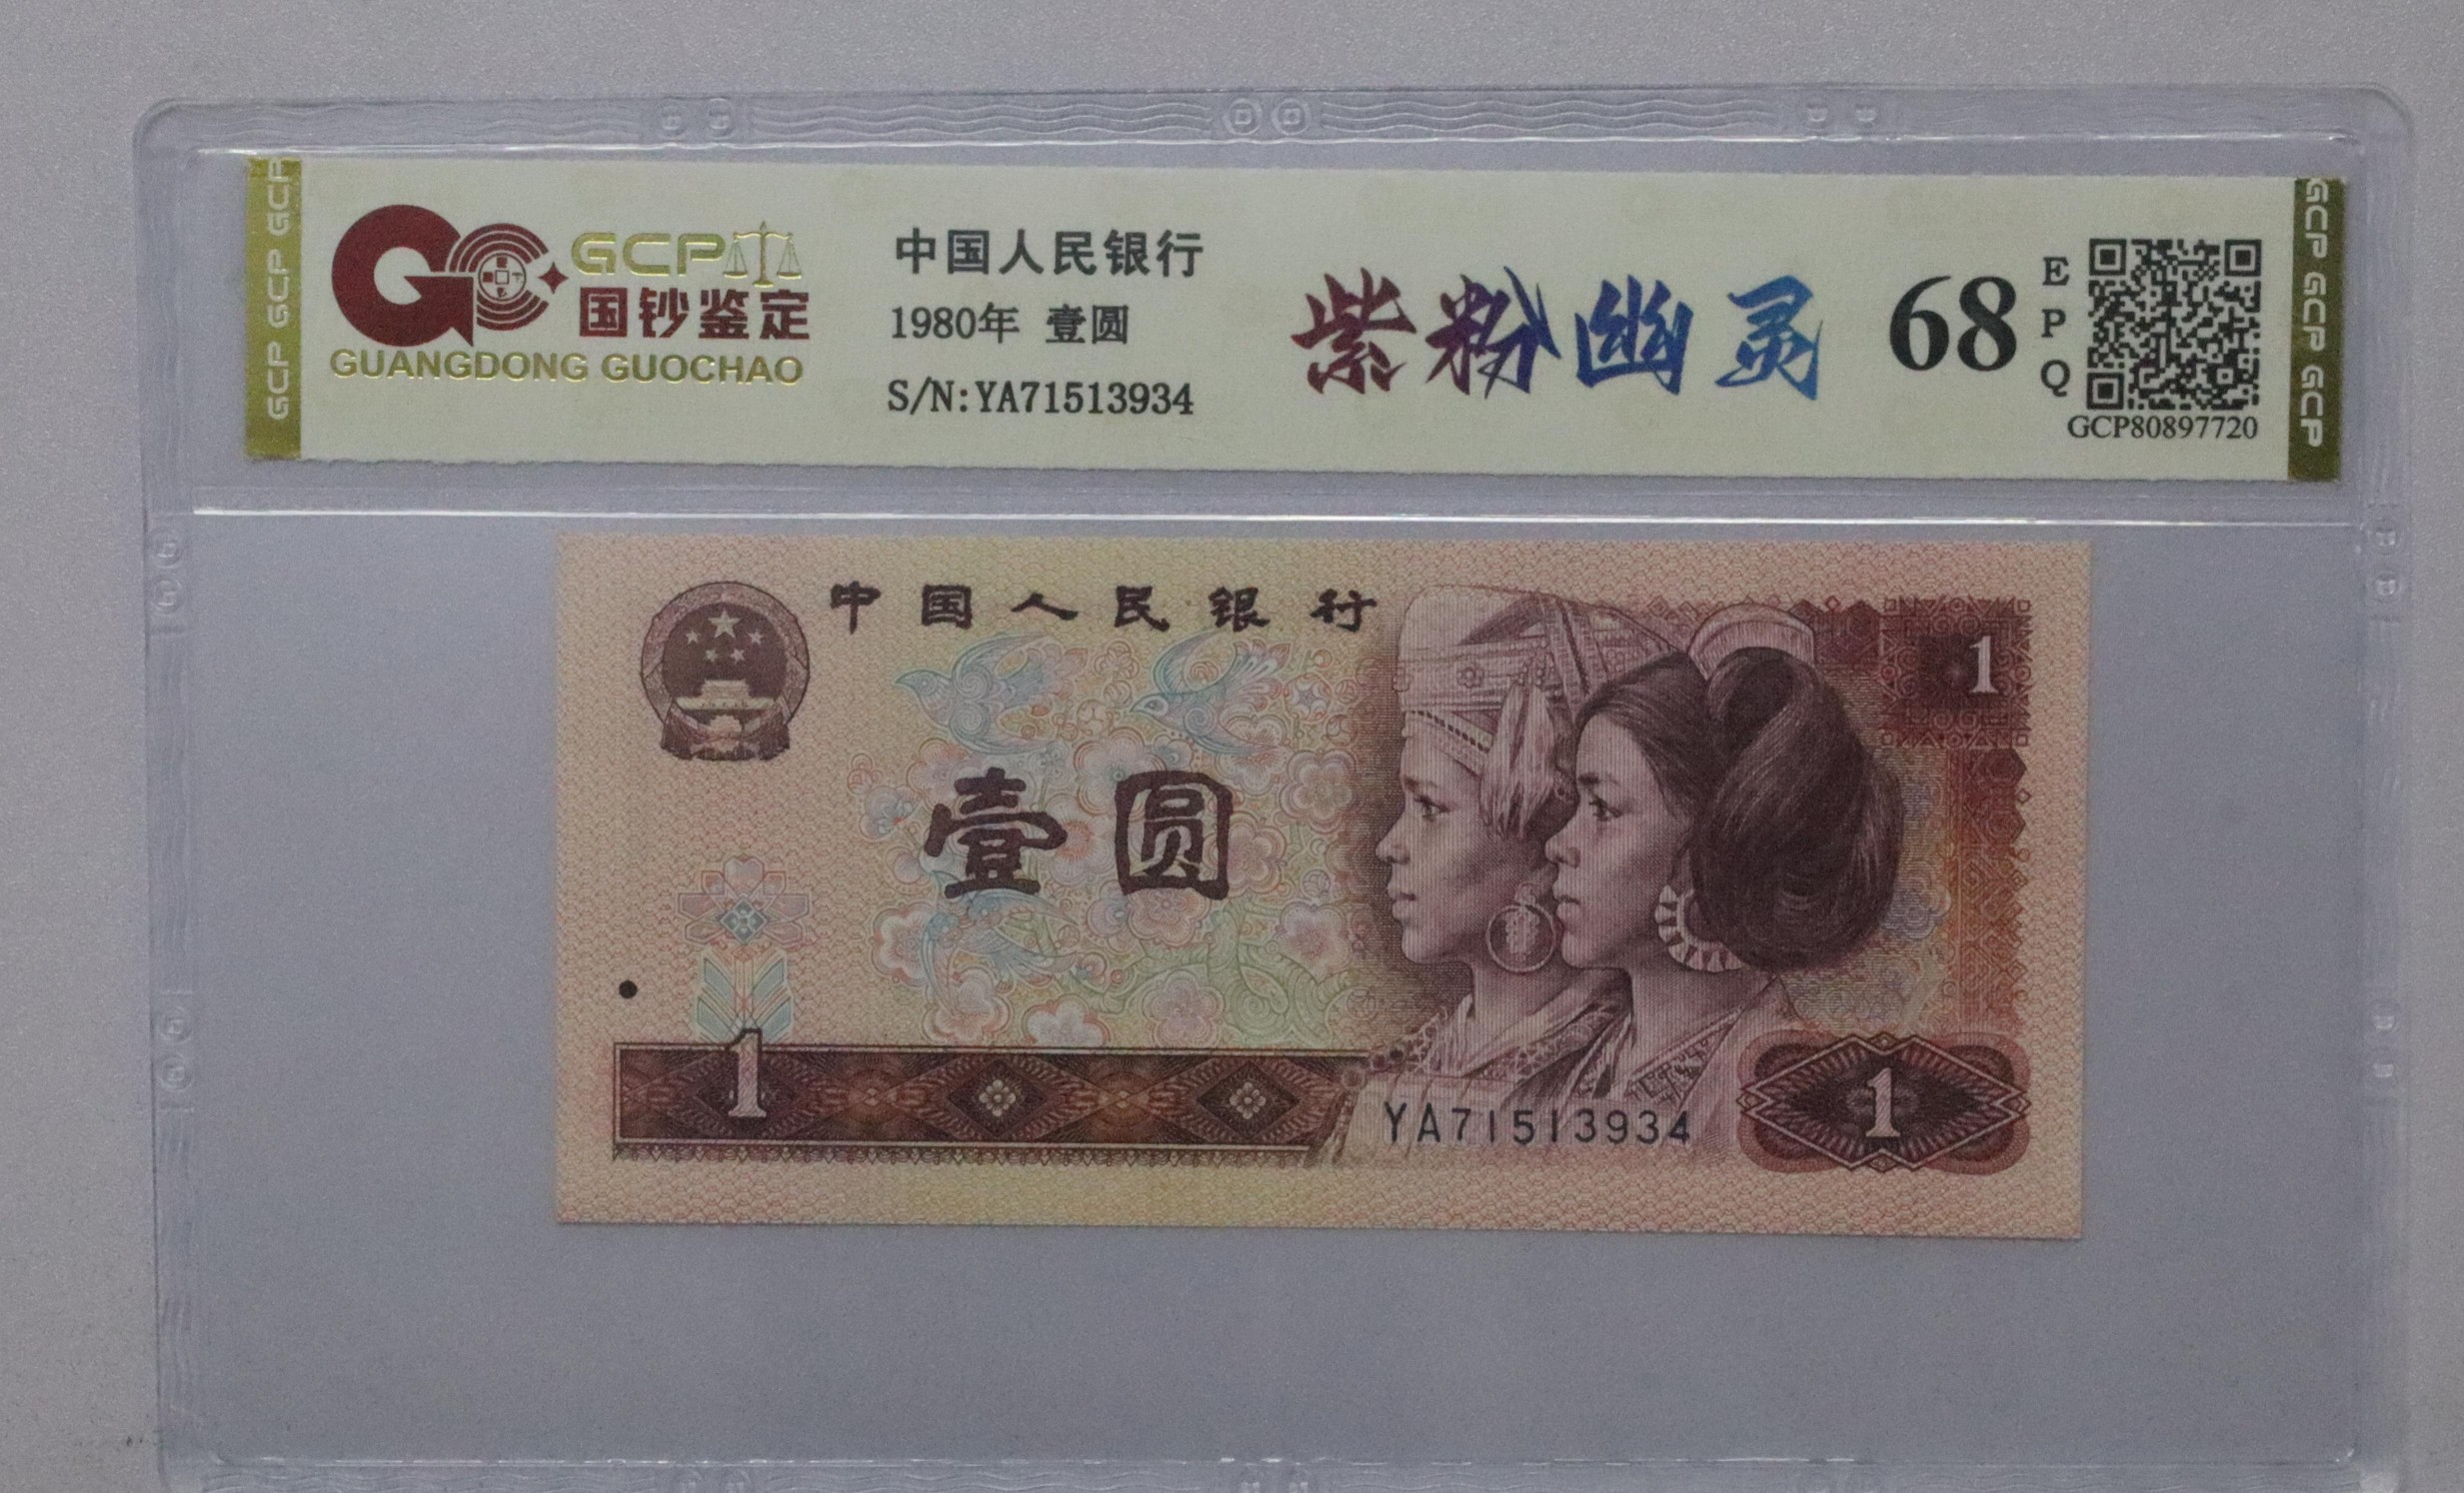 GCP GCP GCP
GCP
国钞鉴定
GUANGDONG GUOCHAO
中国人民银行
1980年 壹圆
S/N:YA71513934
紫粉幽灵
68
EPQ
GCP80897720
GCP GCP GCP
中国人民银行
1
壹圆
1
YA71513934
1